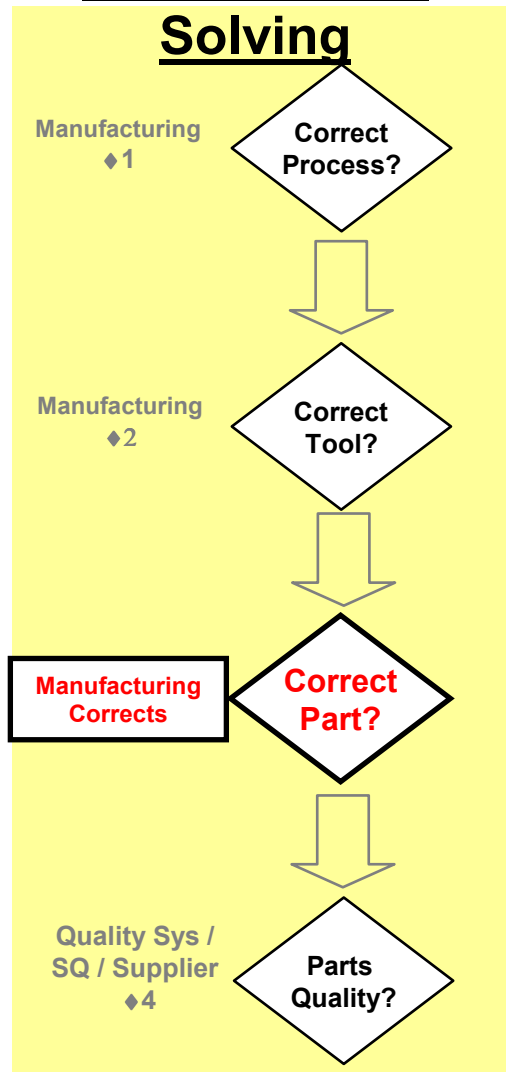 Solving
Manufacturing
♦1
Correct
Process?
Manufacturing
♦2
Correct
Tool?
Manufacturing
Corrects
Correct
Part?
Quality Sys /
SQ / Supplier
♦4
Parts
Quality?